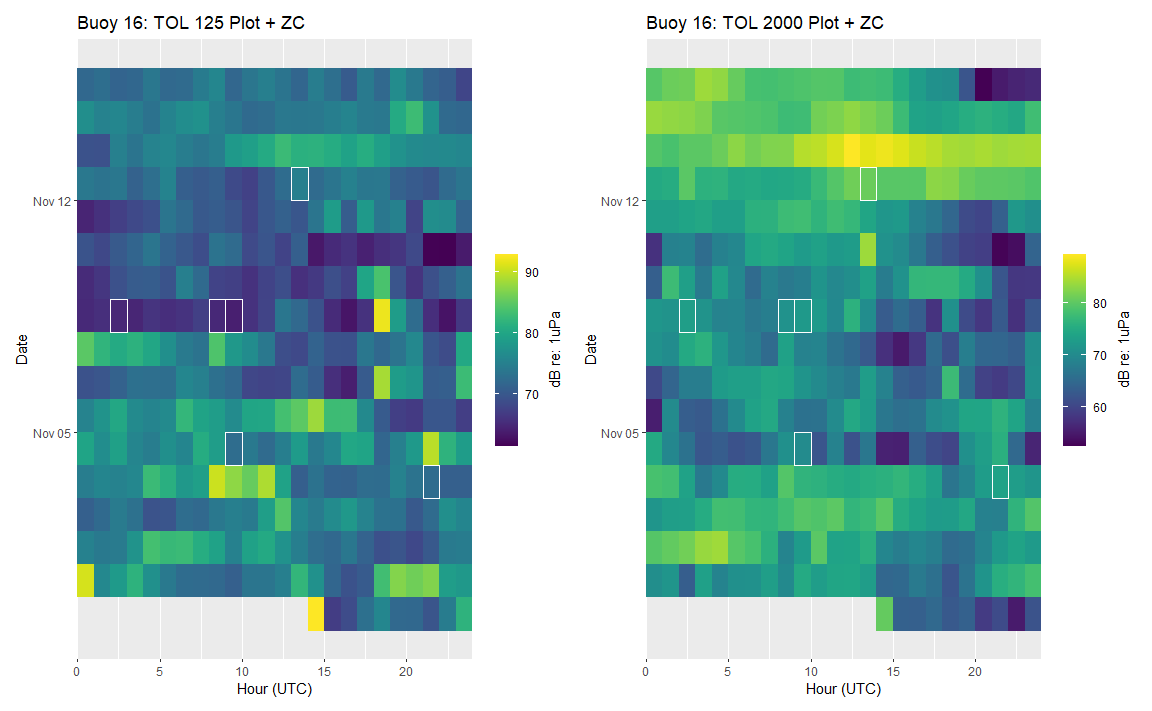 Buoy 16: TOL 125 Plot + ZC
Date
Nov 12
Nov 05
0 5 10 15 20
Hour (UTC)
90
80
70
dB re: 1uPa
Buoy 16: TOL 2000 Plot + ZC
Date
Nov 12
Nov 05
0 5 10 15 20
Hour (UTC)
80
70
60
dB re: 1uPa